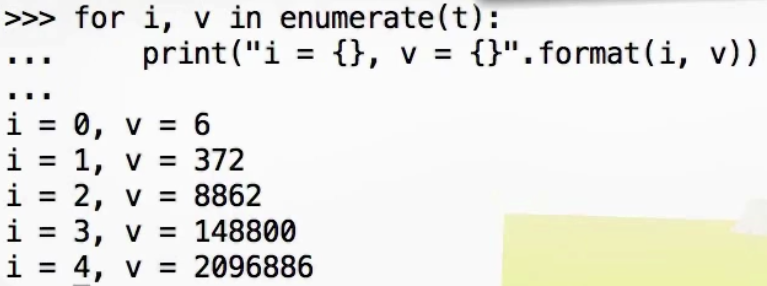 >>> for i, v in enumerate(t):
...     print("i = {}, v = {}".format(i, v))
...
i = 0, v = 6
i = 1, v = 372
i = 2, v = 8862
i = 3, v = 148800
i = 4, v = 2096886